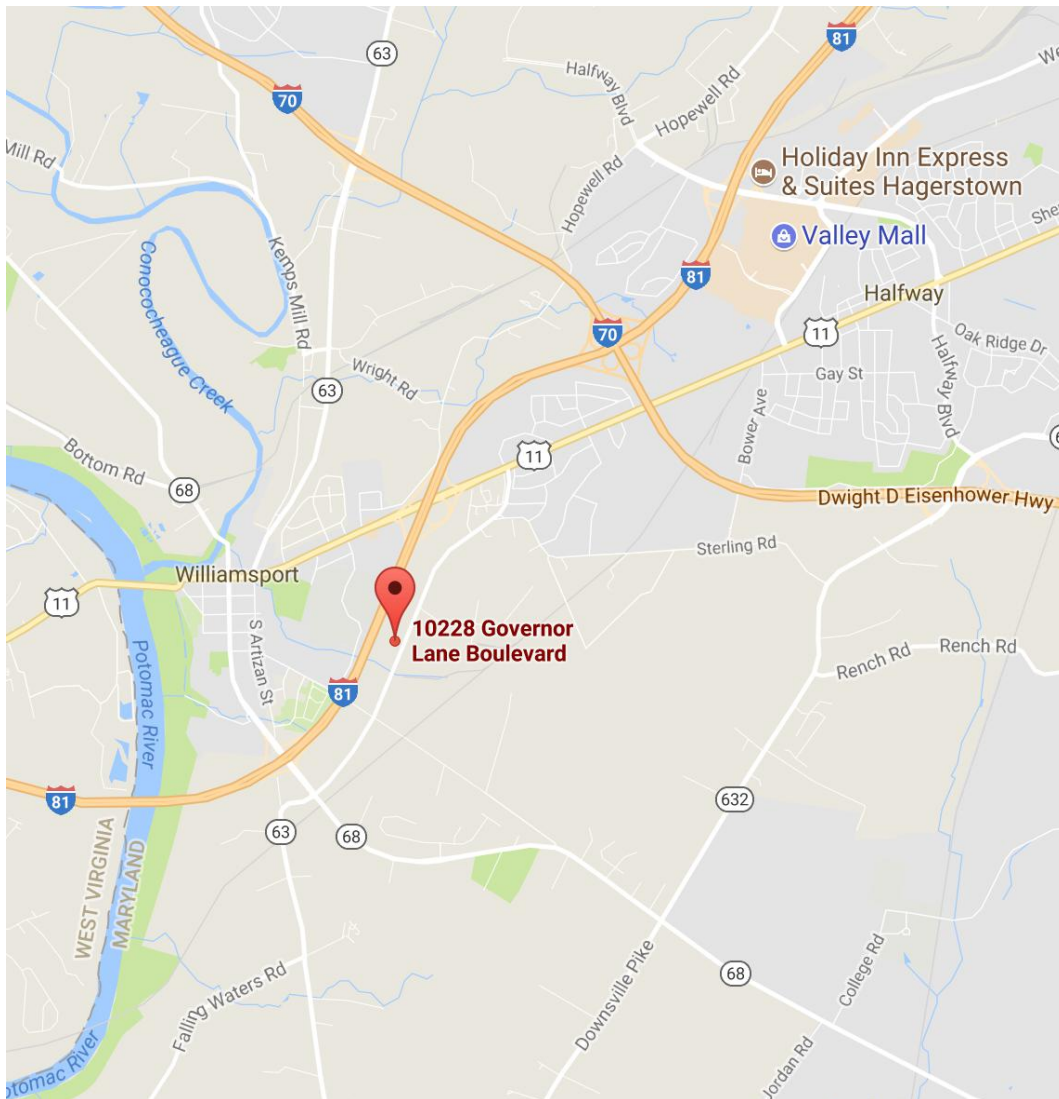 81
63
70
Halfway Blvd
Hopewell Rd
We
Mill Rd
Holiday Inn Express
& Suites Hagerstown
Hopewell Rd
She
Valley Mall
Conococheague Creek
Kemps Mill Rd
81
Halfway
70
11
Oak Ridge Dr
Wright Rd
63
Gay St
Halfway Blvd
Bower Ave
11
6
Bottom Rd
68
Dwight D Eisenhower Hwy
Sterling Rd
Williamsport
11
10228 Governor
Lane Boulevard
S Artizan St
Potomac River
Rench Rd
Rench Rd
81
81
632
63
68
WEST VIRGINIA
MARYLAND
College Rd
68
Falling Waters Rd
Downsville Pike
Jordan Rd
otomac River